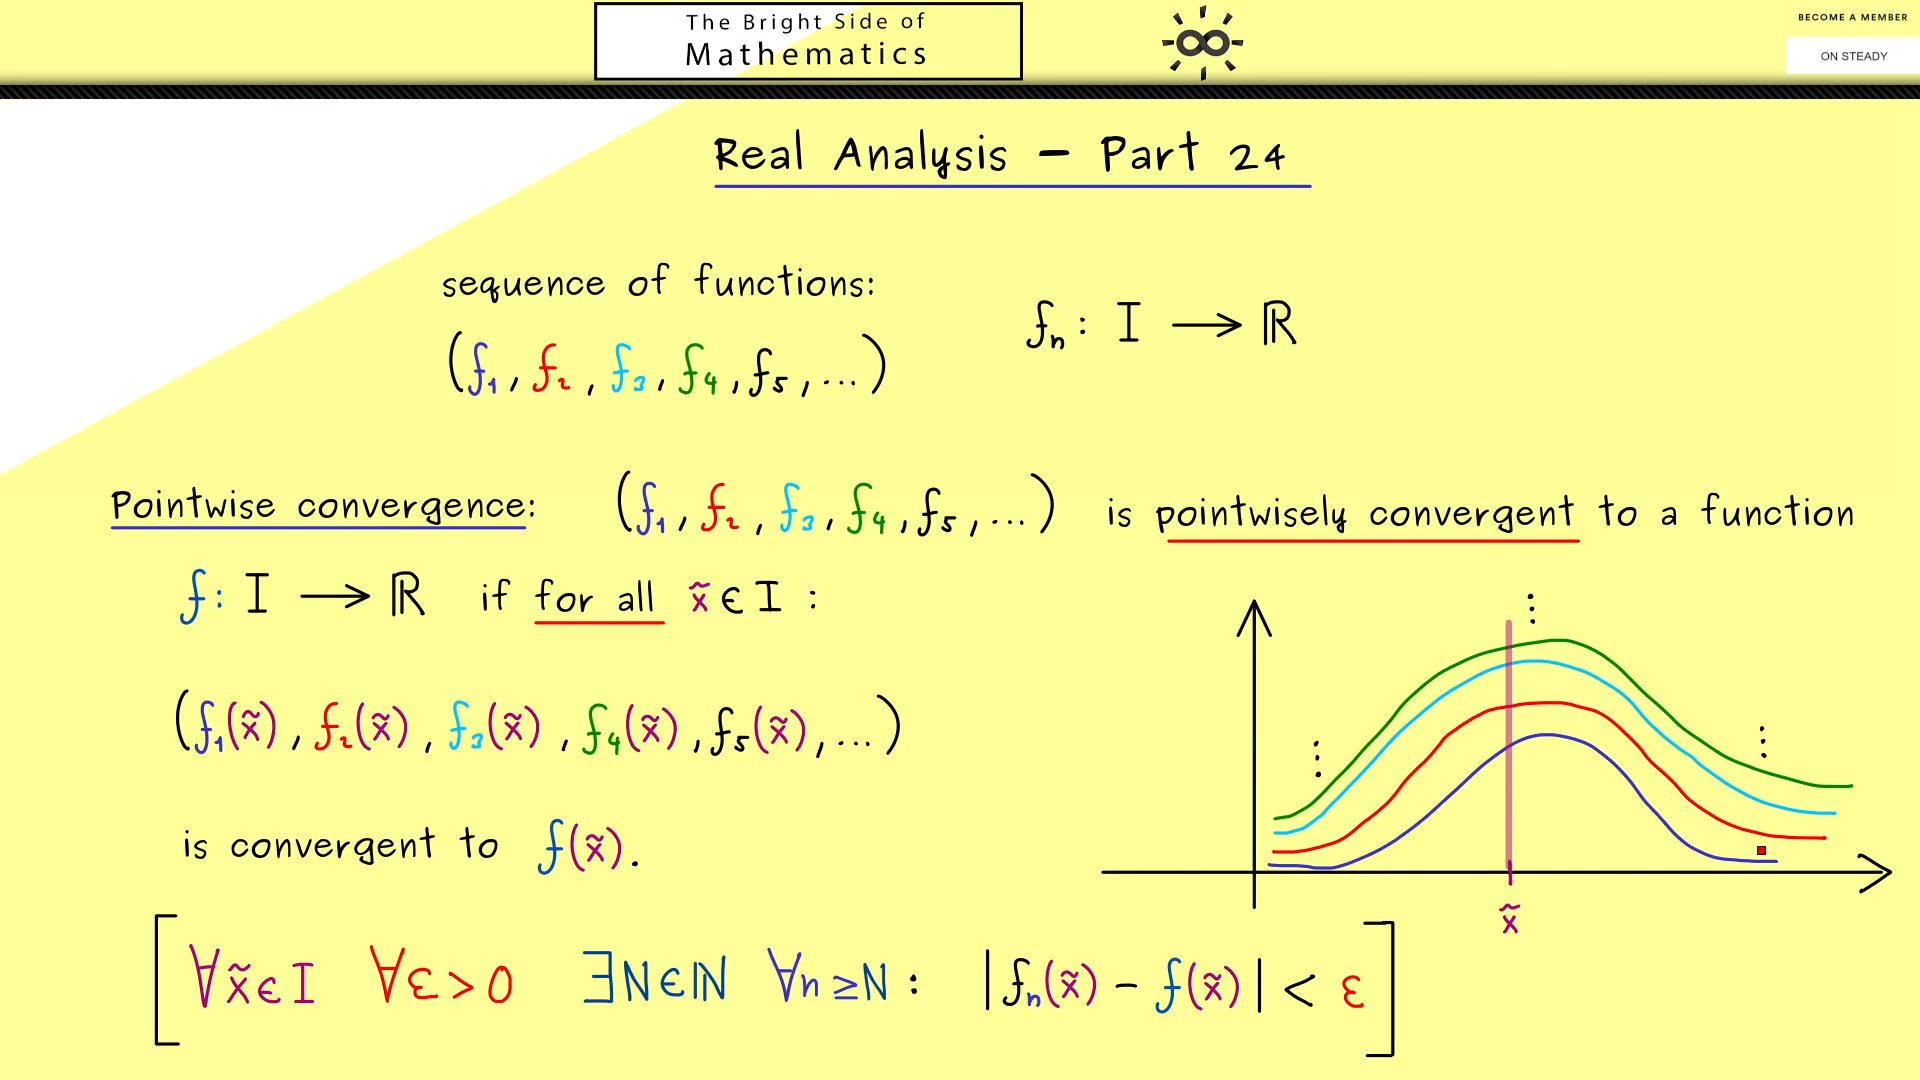 The Bright Side of
Mathematics
BECOME A MEMBER
ON STEADY
Real Analysis – Part 24
sequence of functions:
(f₁, f₂, f₃, f₄, f₅, ...)
fₙ: I ⟶ ℝ
Pointwise convergence: (f₁, f₂, f₃, f₄, f₅, ...) is pointwisely convergent to a function
f: I ⟶ ℝ if for all x̃ ∈ I :
(f₁(x̃), f₂(x̃), f₃(x̃), f₄(x̃), f₅(x̃), ...)
is convergent to f(x̃).
x̃
[∀x̃∈I ∀ε>0 ∃N∈ℕ ∀n≥N : |fₙ(x̃) – f(x̃)| < ε]